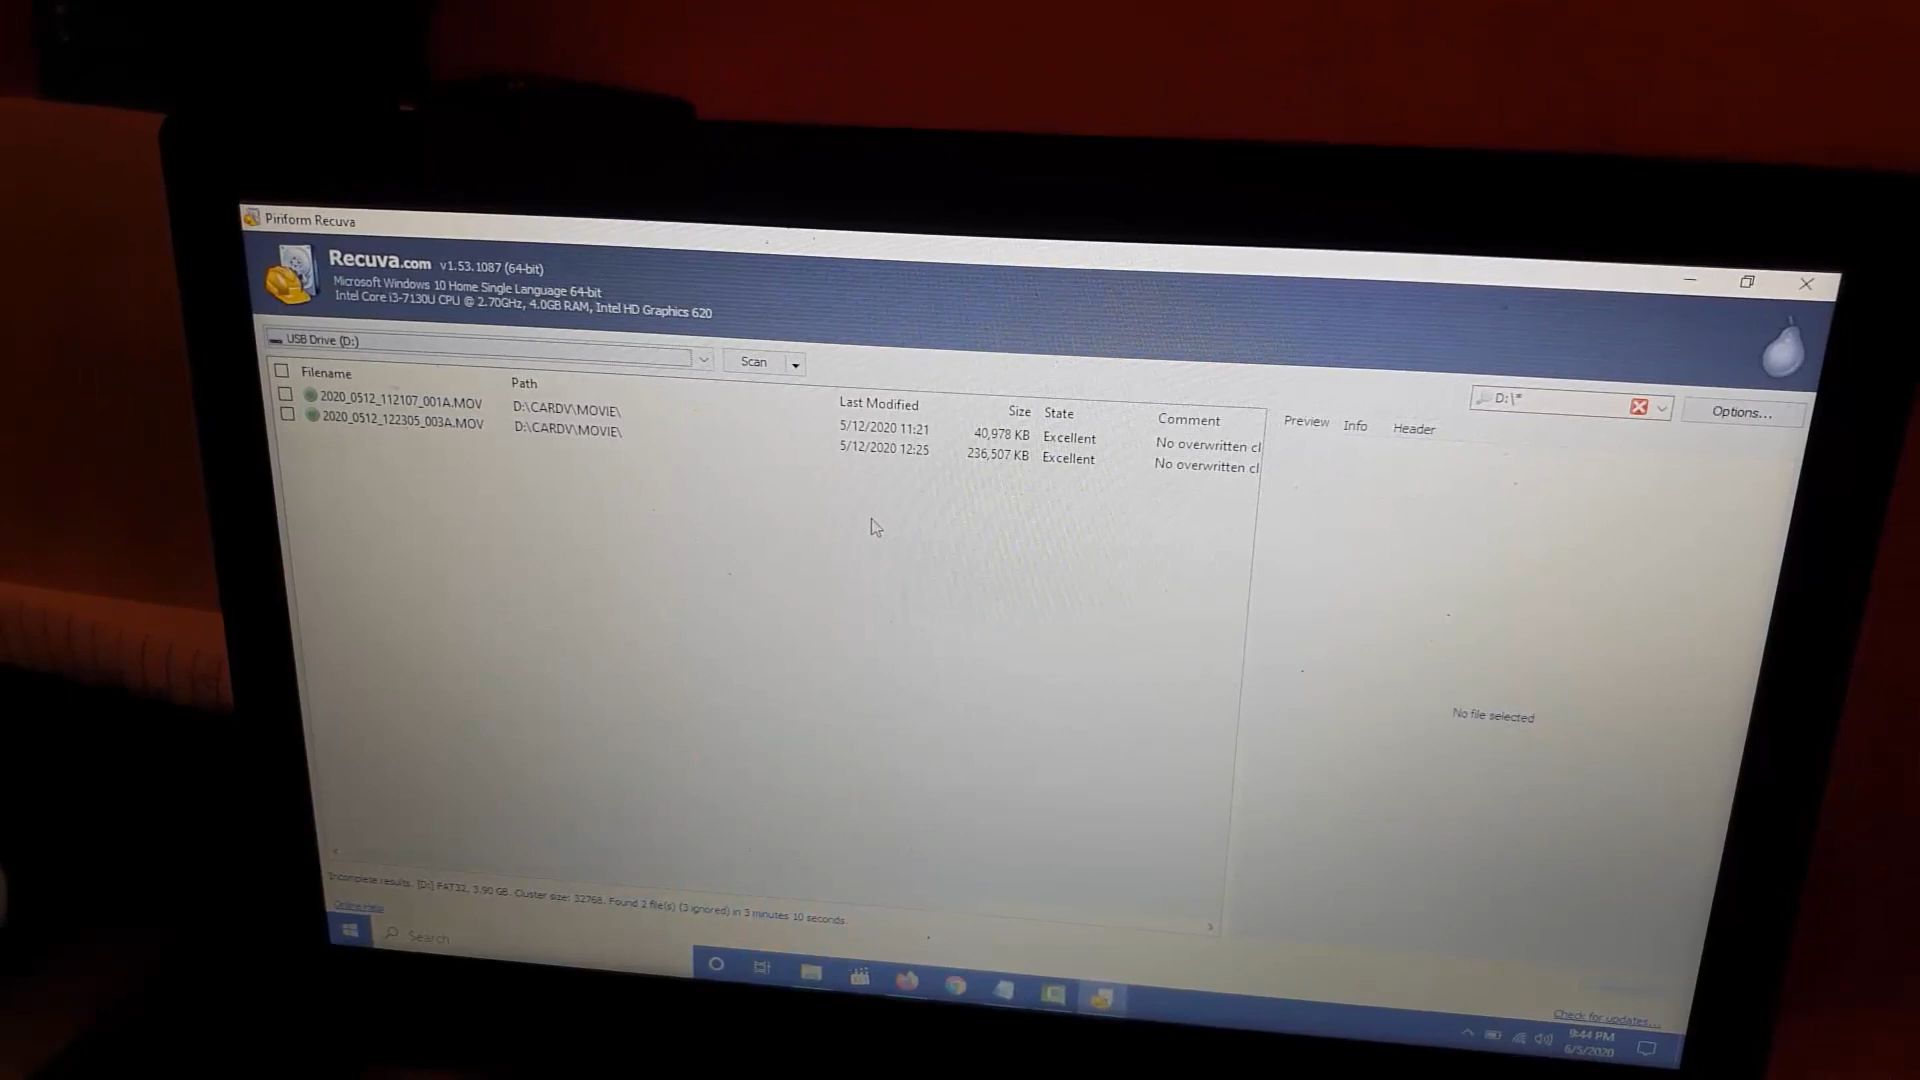 Piriform Recuva
Recuva.com v1.53.1087 (64-bit)
Microsoft Windows 10 Home Single Language 64-bit
Intel Core i3-7130U CPU @ 2.70GHz, 4.0GB RAM, Intel HD Graphics 620
USB Drive (D:)
Scan
D:\*
Options...
Filename Path Last Modified Size State Comment
2020_0512_112107_001A.MOV D:\CARDV\MOVIE\ 5/12/2020 11:21 40,978 KB Excellent No overwritten cl
2020_0512_122305_003A.MOV D:\CARDV\MOVIE\ 5/12/2020 12:25 236,507 KB Excellent No overwritten cl
Preview Info Header
No file selected
Incomplete results. [D:] FAT32, 3.90 GB. Cluster size: 32768. Found 2 file(s) (3 ignored) in 3 minutes 10 seconds.
Online Help
Check for updates...
Search
9:44 PM
6/5/2020